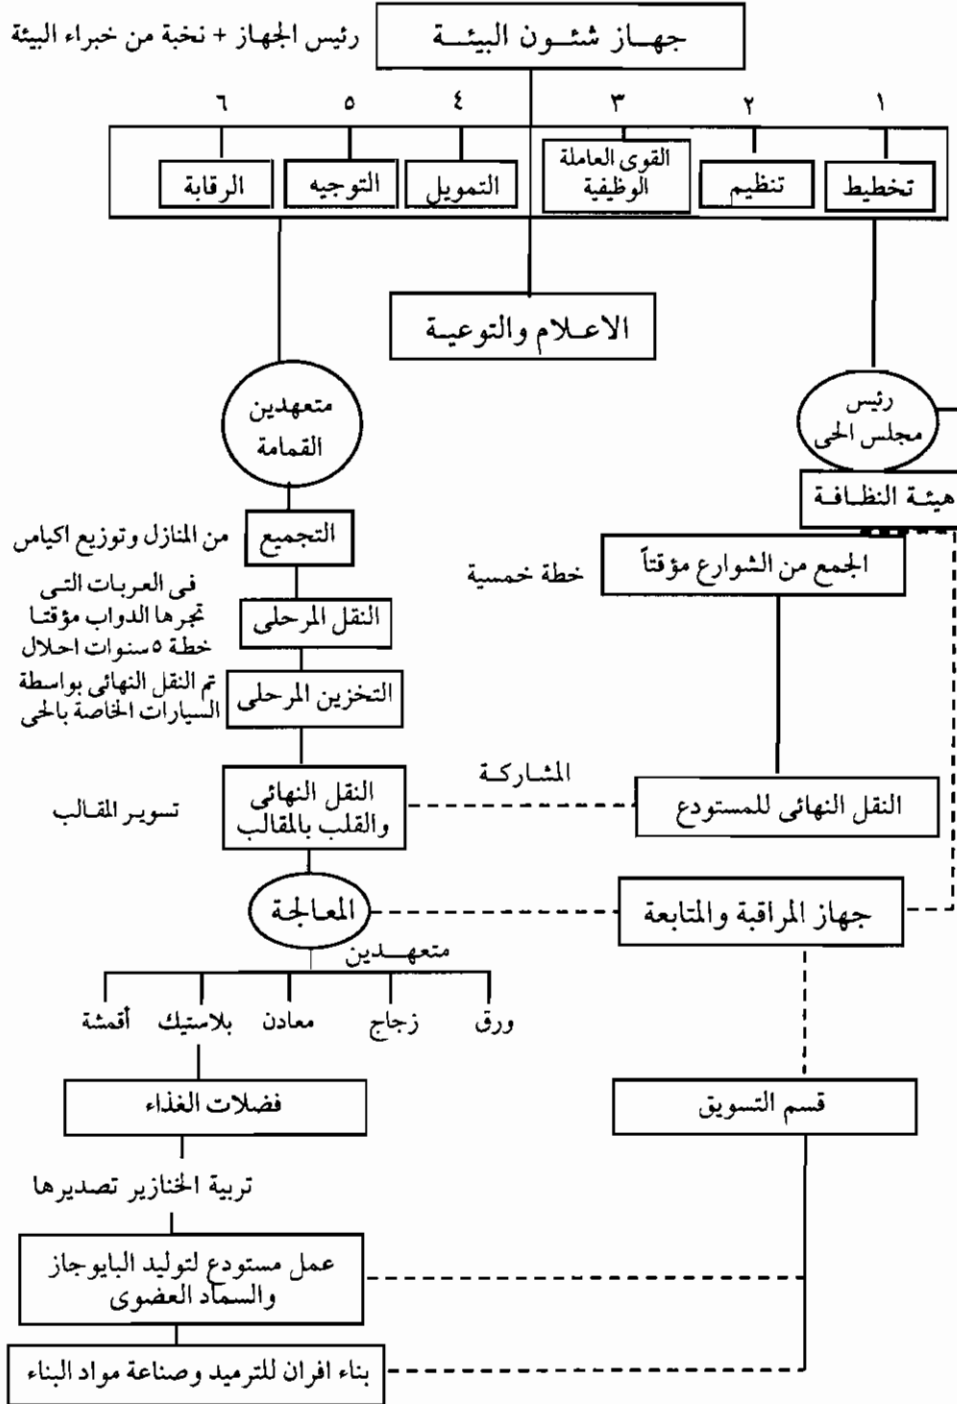 جهاز شئون البيئة
رئيس الجهاز + نخبة من خبراء البيئة
١ ٢ ٣ ٤ ٥ ٦
تخطيط
تنظيم
القوى العاملة
الوظيفية
التمويل
التوجيه
الرقابة
الاعلام والتوعية
رئيس
مجلس الحى
هيئة النظافة
الجمع من الشوارع مؤقتاً
خطة خمسية
النقل النهائى للمستودع
المشاركة
جهاز المراقبة والمتابعة
قسم التسويق
متعهدين
القمامة
التجميع
من المنازل وتوزيع اكياس
النقل المرحلى
فى العربات التى
تجرها الدواب مؤقتا
خطة ٥ سنوات احلال
التخزين المرحلى
تم النقل النهائى بواسطة
السيارات الخاصة بالحى
النقل النهائى
والقلب بالمقالب
تسوير المقالب
المعالجة
متعهدين
ورق
زجاج
معادن
بلاستيك
أقمشة
فضلات الغذاء
تربية الخنازير تصديرها
عمل مستودع لتوليد البايوجاز
والسماد العضوى
بناء افران للترميد وصناعة مواد البناء